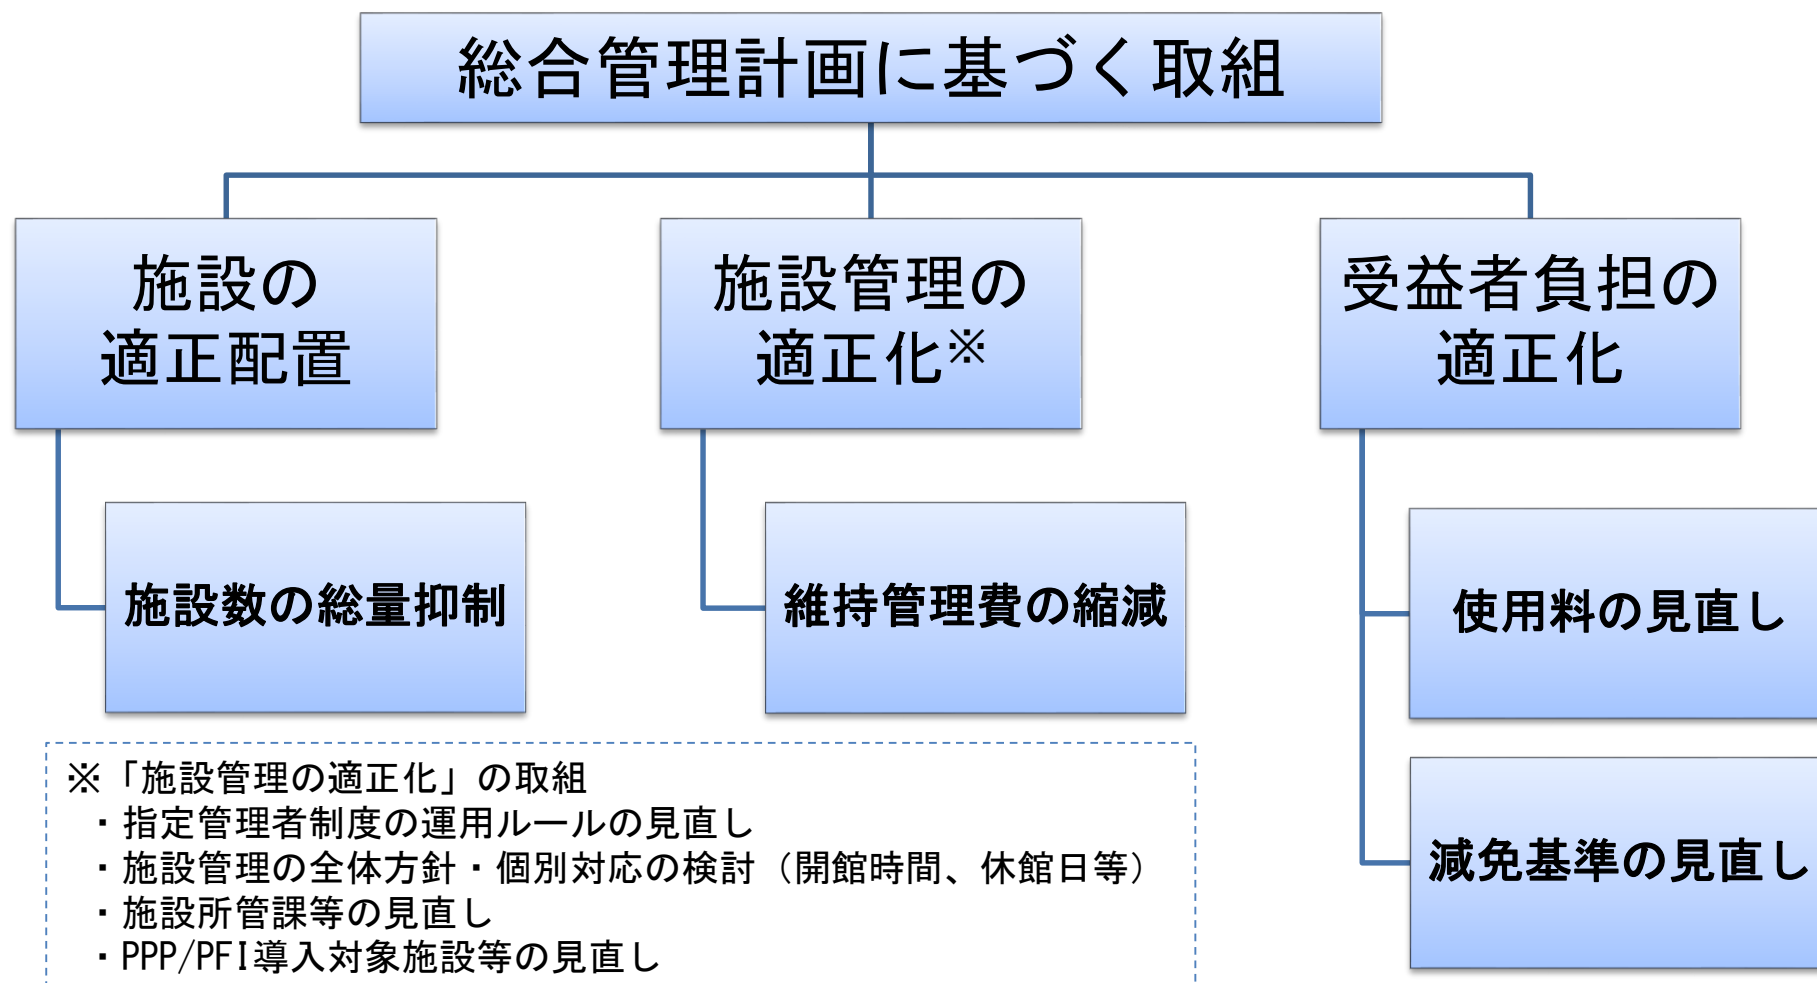 総合管理計画に基づく取組
施設の
適正配置
施設管理の
適正化※
受益者負担の
適正化
施設数の総量抑制
維持管理費の縮減
使用料の見直し
減免基準の見直し
※「施設管理の適正化」の取組
・指定管理者制度の運用ルールの見直し
・施設管理の全体方針・個別対応の検討（開館時間、休館日等）
・施設所管課等の見直し
・PPP/PFI導入対象施設等の見直し